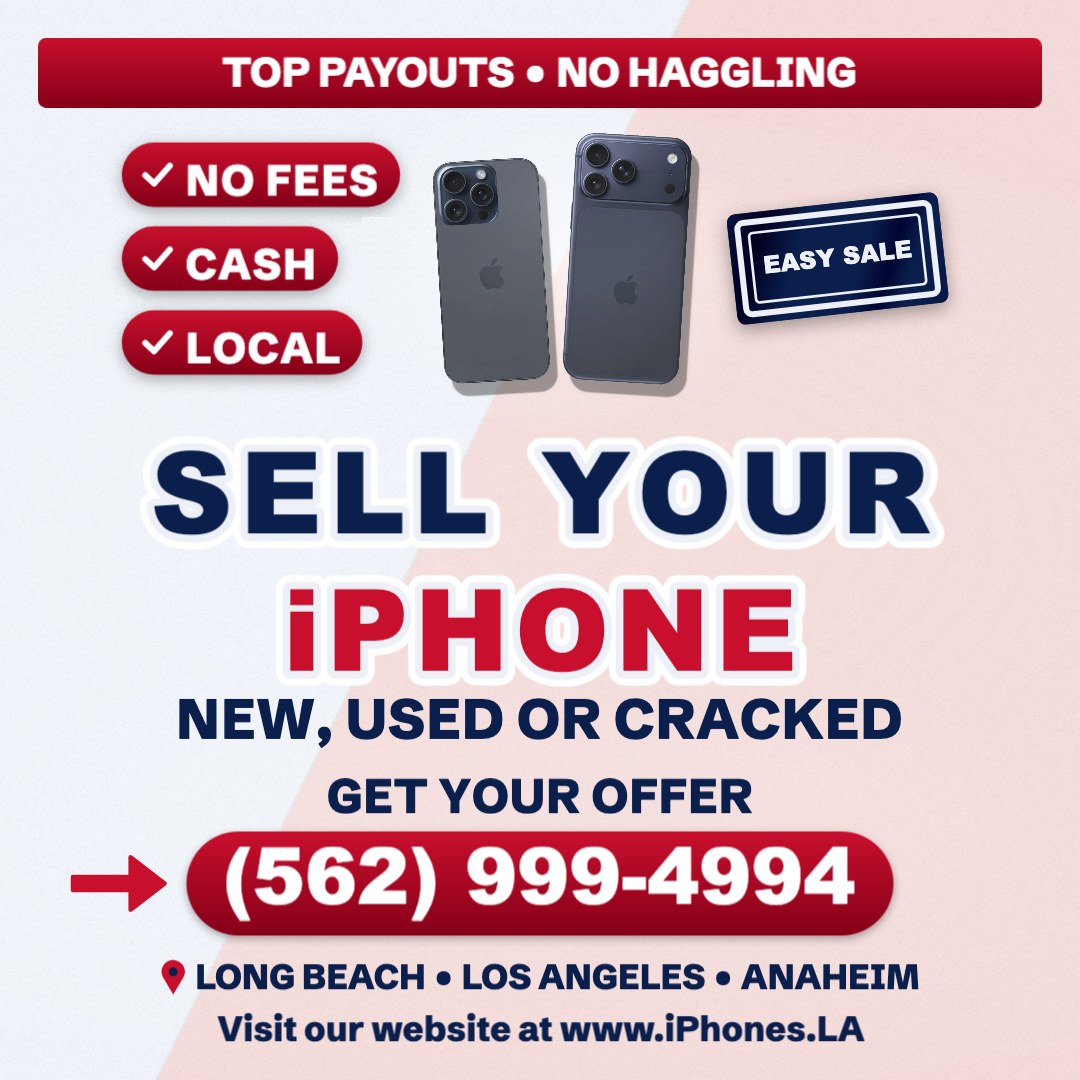 TOP PAYOUTS • NO HAGGLING
✓ NO FEES
✓ CASH
✓ LOCAL
EASY SALE
SELL YOUR
iPHONE
NEW, USED OR CRACKED
GET YOUR OFFER
(562) 999-4994
LONG BEACH • LOS ANGELES • ANAHEIM
Visit our website at www.iPhones.LA